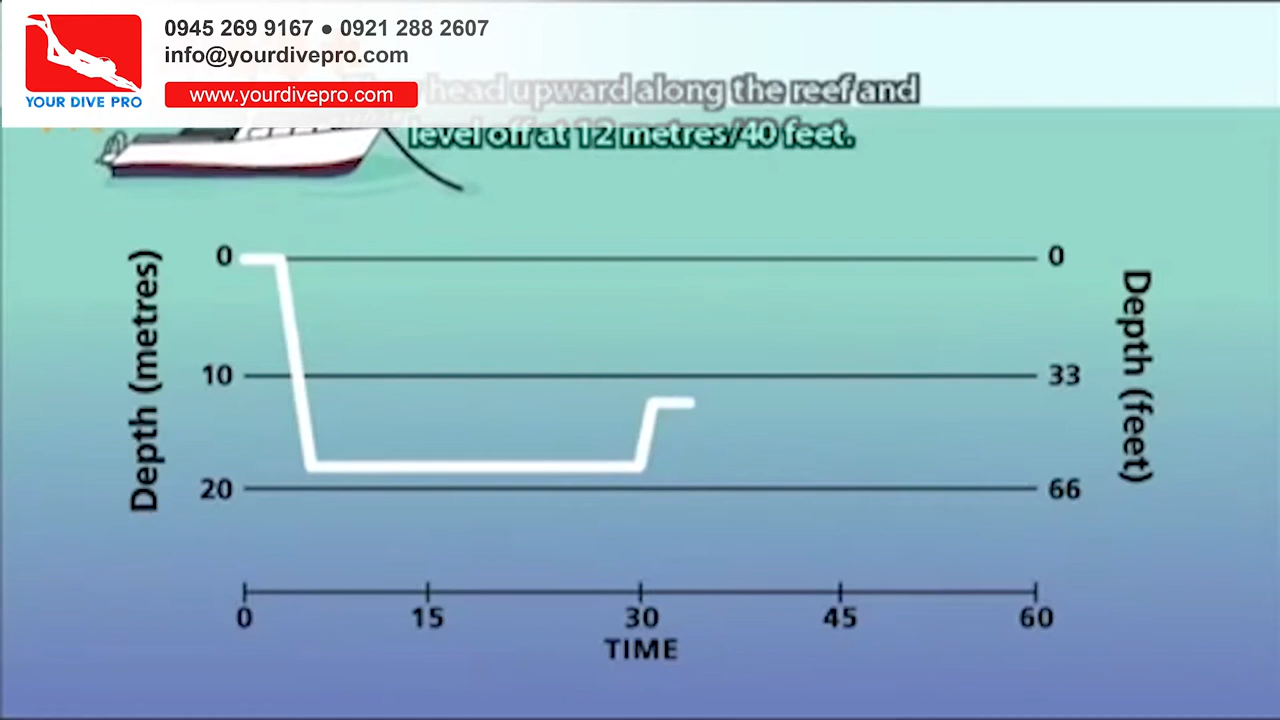 0945 269 9167 ● 0921 288 2607
info@yourdivepro.com
YOUR DIVE PRO
www.yourdivepro.com
head upward along the reef and
level off at 12 metres/40 feet.
Depth (metres)
0
10
20
0
33
66
Depth (feet)
0 15 30 45 60
TIME